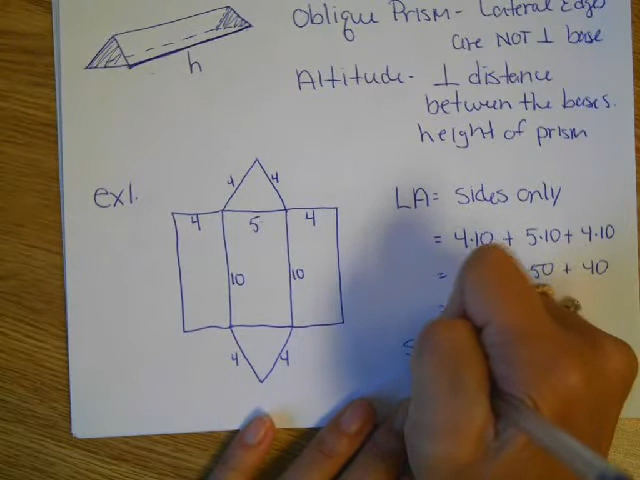 Oblique Prism - Lateral Edges
are NOT ⊥ base
h
Altitude - ⊥ distance
between the bases.
height of prism
ex1.
4 4
4 5 4
10 10
4 4
LA = Sides only
= 4·10 + 5·10 + 4·10
= 50 + 40
=
S